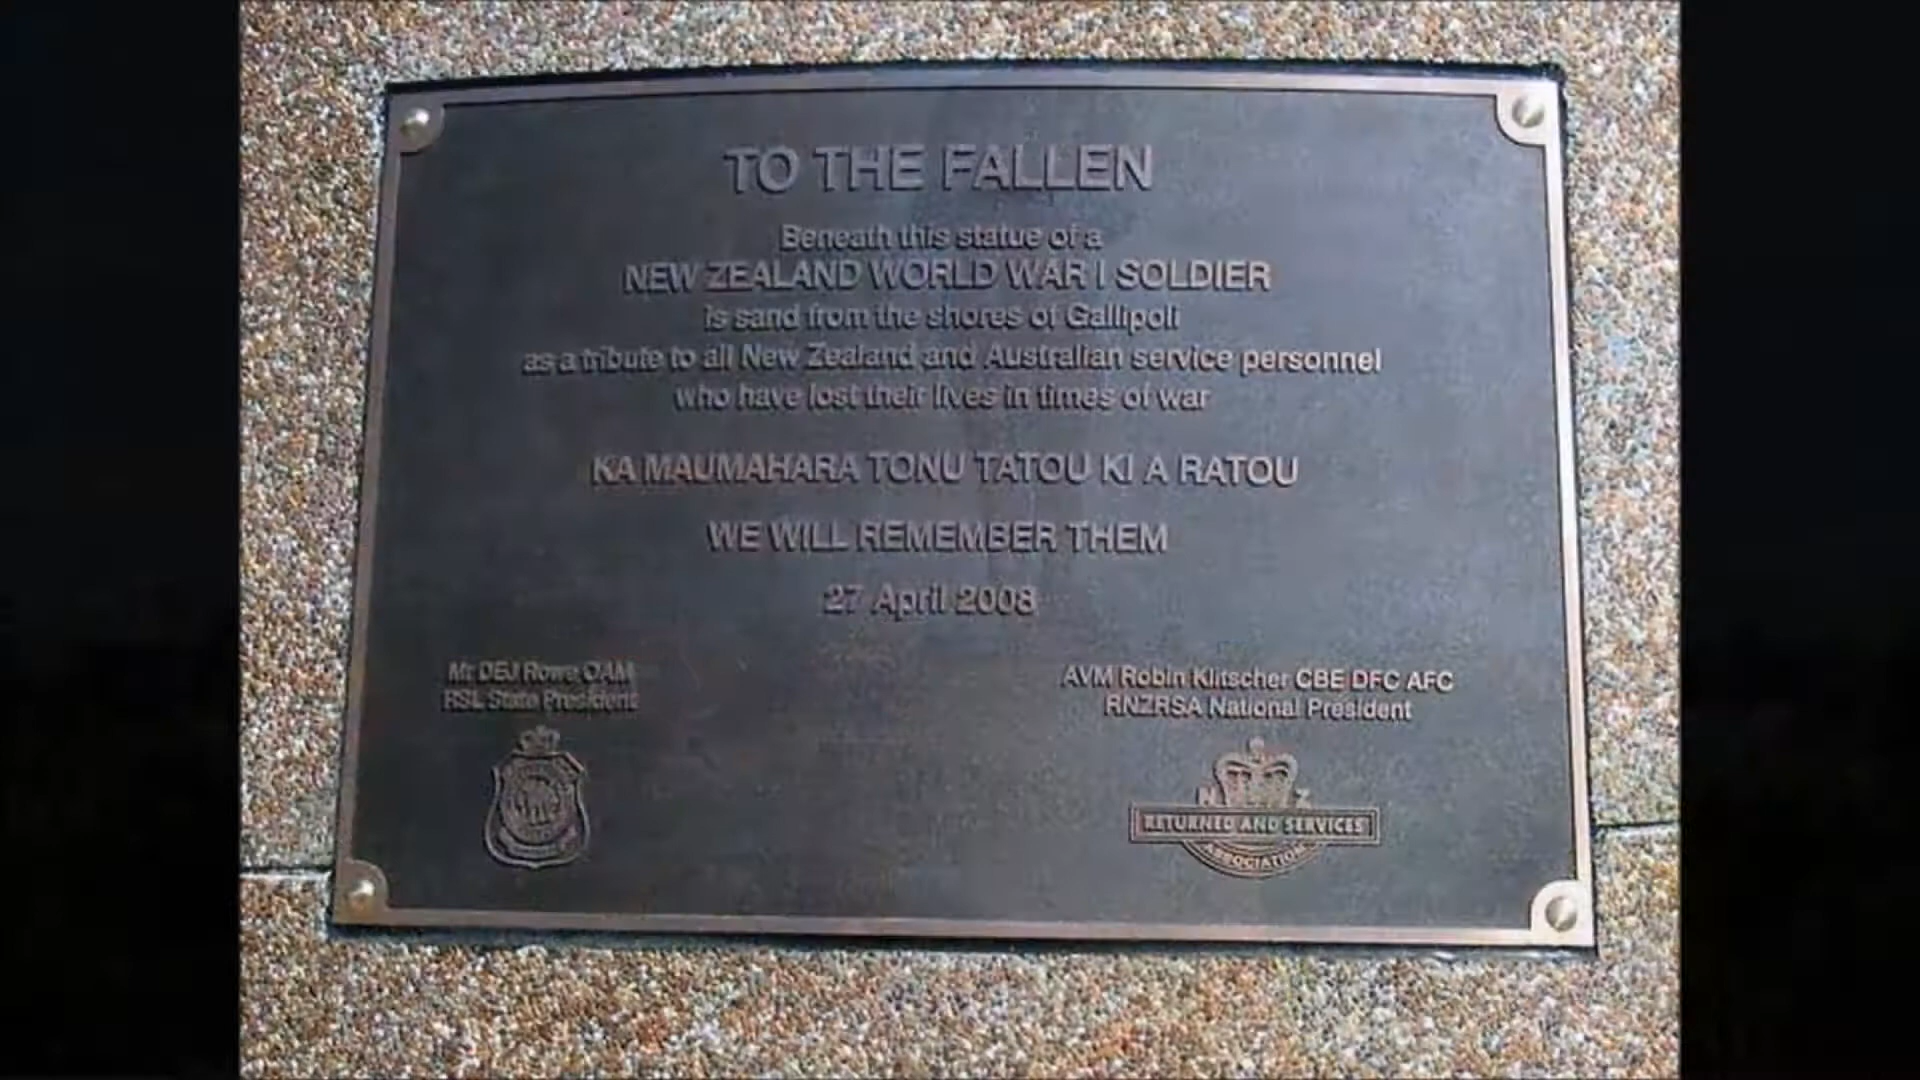 TO THE FALLEN
Beneath this statue of a
NEW ZEALAND WORLD WAR I SOLDIER
is sand from the shores of Gallipoli
as a tribute to all New Zealand and Australian service personnel
who have lost their lives in times of war
KA MAUMAHARA TONU TATOU KI A RATOU
WE WILL REMEMBER THEM
27 April 2008
Mr DEJ Rowe OAM
RSL State President
AVM Robin Klitscher CBE DFC AFC
RNZRSA National President
N Z
RETURNED AND SERVICES
ASSOCIATION